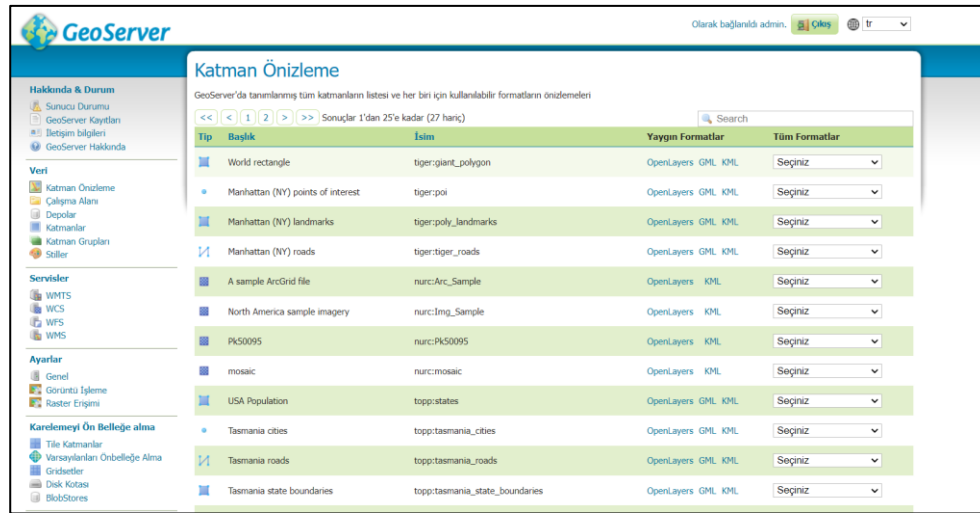 GeoServer
Olarak bağlanıldı admin. Çıkış tr
Hakkında & Durum
Sunucu Durumu
GeoServer Kayıtları
İletişim bilgileri
GeoServer Hakkında
Veri
Katman Önizleme
Çalışma Alanı
Depolar
Katmanlar
Katman Grupları
Stiller
Servisler
WMTS
WCS
WFS
WMS
Ayarlar
Genel
Görüntü İşleme
Raster Erişimi
Karelemeyi Ön Belleğe alma
Tile Katmanlar
Varsayılanları Önbelleğe Alma
Gridsetler
Disk Kotası
BlobStores
Katman Önizleme
GeoServer'da tanımlanmış tüm katmanların listesi ve her biri için kullanılabilir formatların önizlemeleri
<< < 1 2 > >> Sonuçlar 1'dan 25'e kadar (27 hariç) Search
Tip Başlık İsim Yaygın Formatlar Tüm Formatlar
World rectangle tiger:giant_polygon OpenLayers GML KML Seçiniz
Manhattan (NY) points of interest tiger:poi OpenLayers GML KML Seçiniz
Manhattan (NY) landmarks tiger:poly_landmarks OpenLayers GML KML Seçiniz
Manhattan (NY) roads tiger:tiger_roads OpenLayers GML KML Seçiniz
A sample ArcGrid file nurc:Arc_Sample OpenLayers KML Seçiniz
North America sample imagery nurc:Img_Sample OpenLayers KML Seçiniz
Pk50095 nurc:Pk50095 OpenLayers KML Seçiniz
mosaic nurc:mosaic OpenLayers KML Seçiniz
USA Population topp:states OpenLayers GML KML Seçiniz
Tasmania cities topp:tasmania_cities OpenLayers GML KML Seçiniz
Tasmania roads topp:tasmania_roads OpenLayers GML KML Seçiniz
Tasmania state boundaries topp:tasmania_state_boundaries OpenLayers GML KML Seçiniz